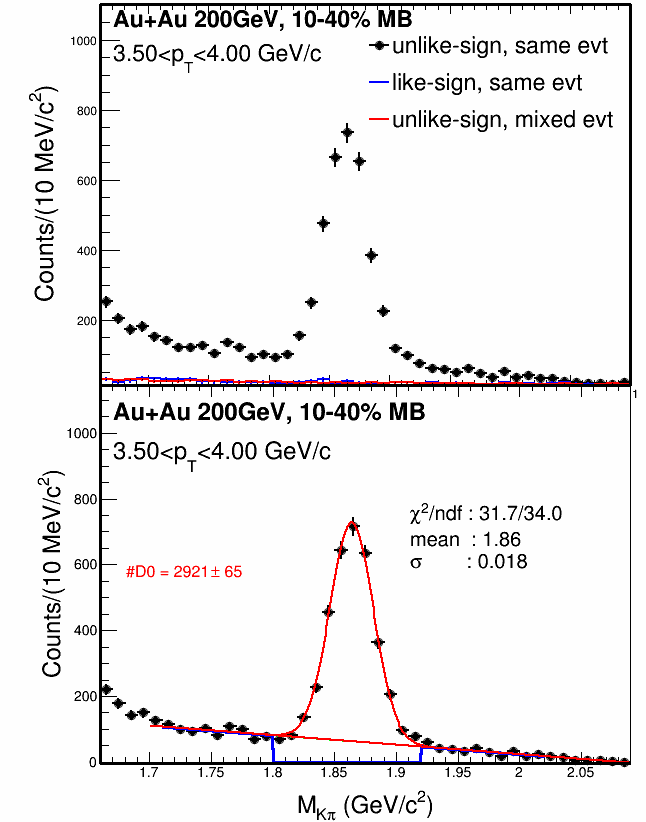 Au+Au 200GeV, 10-40% MB
3.50<p_T<4.00 GeV/c
unlike-sign, same evt
like-sign, same evt
unlike-sign, mixed evt
Counts/(10 MeV/c²)
800
600
400
200
1
Au+Au 200GeV, 10-40% MB
3.50<p_T<4.00 GeV/c
χ²/ndf : 31.7/34.0
mean : 1.86
σ : 0.018
#D0 = 2921± 65
Counts/(10 MeV/c²)
1000
800
600
400
200
0
1.7
1.75
1.8
1.85
1.9
1.95
2
2.05
M_Kπ (GeV/c²)